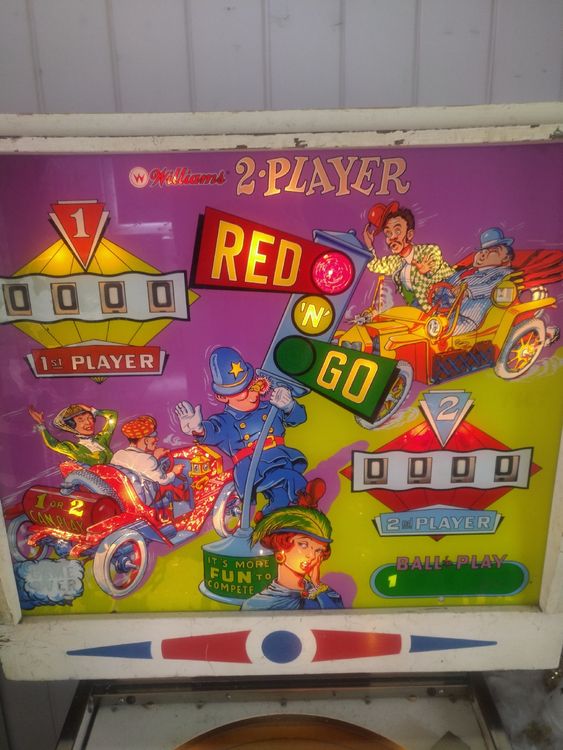 W Williams 2-PLAYER
RED
'N'
GO
1
0 0 0 0
1ST PLAYER
2
0 0 0 0
2nd PLAYER
1 OR 2
CAN PLAY
IT'S MORE
FUN TO
COMPETE
BALL IN PLAY
1